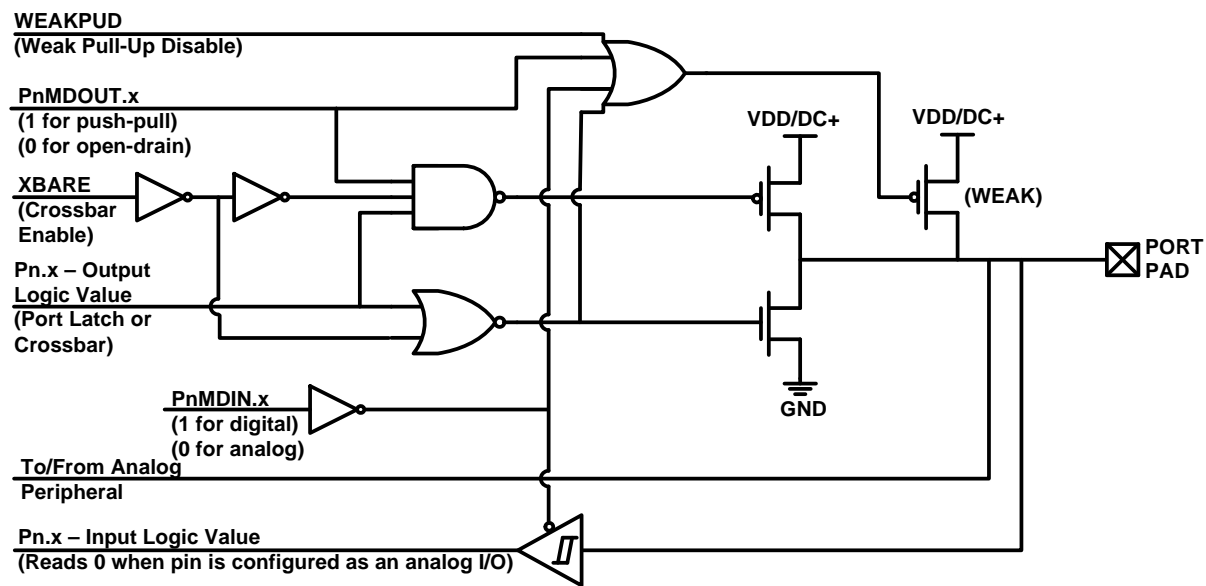 WEAKPUD
(Weak Pull-Up Disable)
PnMDOUT.x
(1 for push-pull)
(0 for open-drain)
XBARE
(Crossbar
Enable)
Pn.x – Output
Logic Value
(Port Latch or
Crossbar)
PnMDIN.x
(1 for digital)
(0 for analog)
To/From Analog
Peripheral
Pn.x – Input Logic Value
(Reads 0 when pin is configured as an analog I/O)
VDD/DC+
VDD/DC+
(WEAK)
PORT
PAD
GND